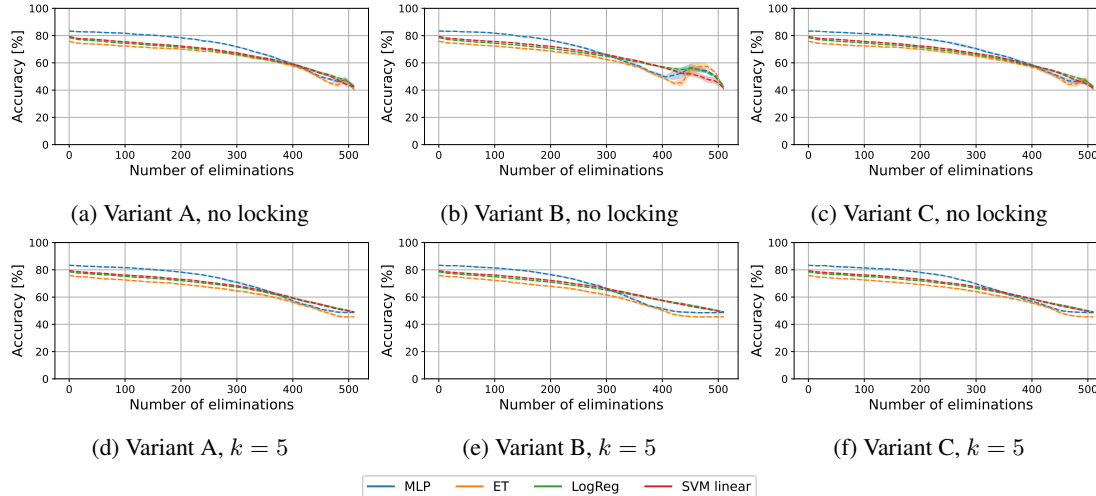 100
80
60
40
20
0
Accuracy [%]
0 100 200 300 400 500
Number of eliminations
(a) Variant A, no locking
100
80
60
40
20
0
Accuracy [%]
0 100 200 300 400 500
Number of eliminations
(b) Variant B, no locking
100
80
60
40
20
0
Accuracy [%]
0 100 200 300 400 500
Number of eliminations
(c) Variant C, no locking
100
80
60
40
20
0
Accuracy [%]
0 100 200 300 400 500
Number of eliminations
(d) Variant A, k = 5
100
80
60
40
20
0
Accuracy [%]
0 100 200 300 400 500
Number of eliminations
(e) Variant B, k = 5
100
80
60
40
20
0
Accuracy [%]
0 100 200 300 400 500
Number of eliminations
(f) Variant C, k = 5
MLP ET LogReg SVM linear